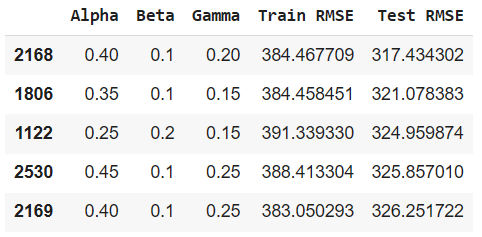 Alpha Beta Gamma Train RMSE Test RMSE
2168 0.40 0.1 0.20 384.467709 317.434302
1806 0.35 0.1 0.15 384.458451 321.078383
1122 0.25 0.2 0.15 391.339330 324.959874
2530 0.45 0.1 0.25 388.413304 325.857010
2169 0.40 0.1 0.25 383.050293 326.251722